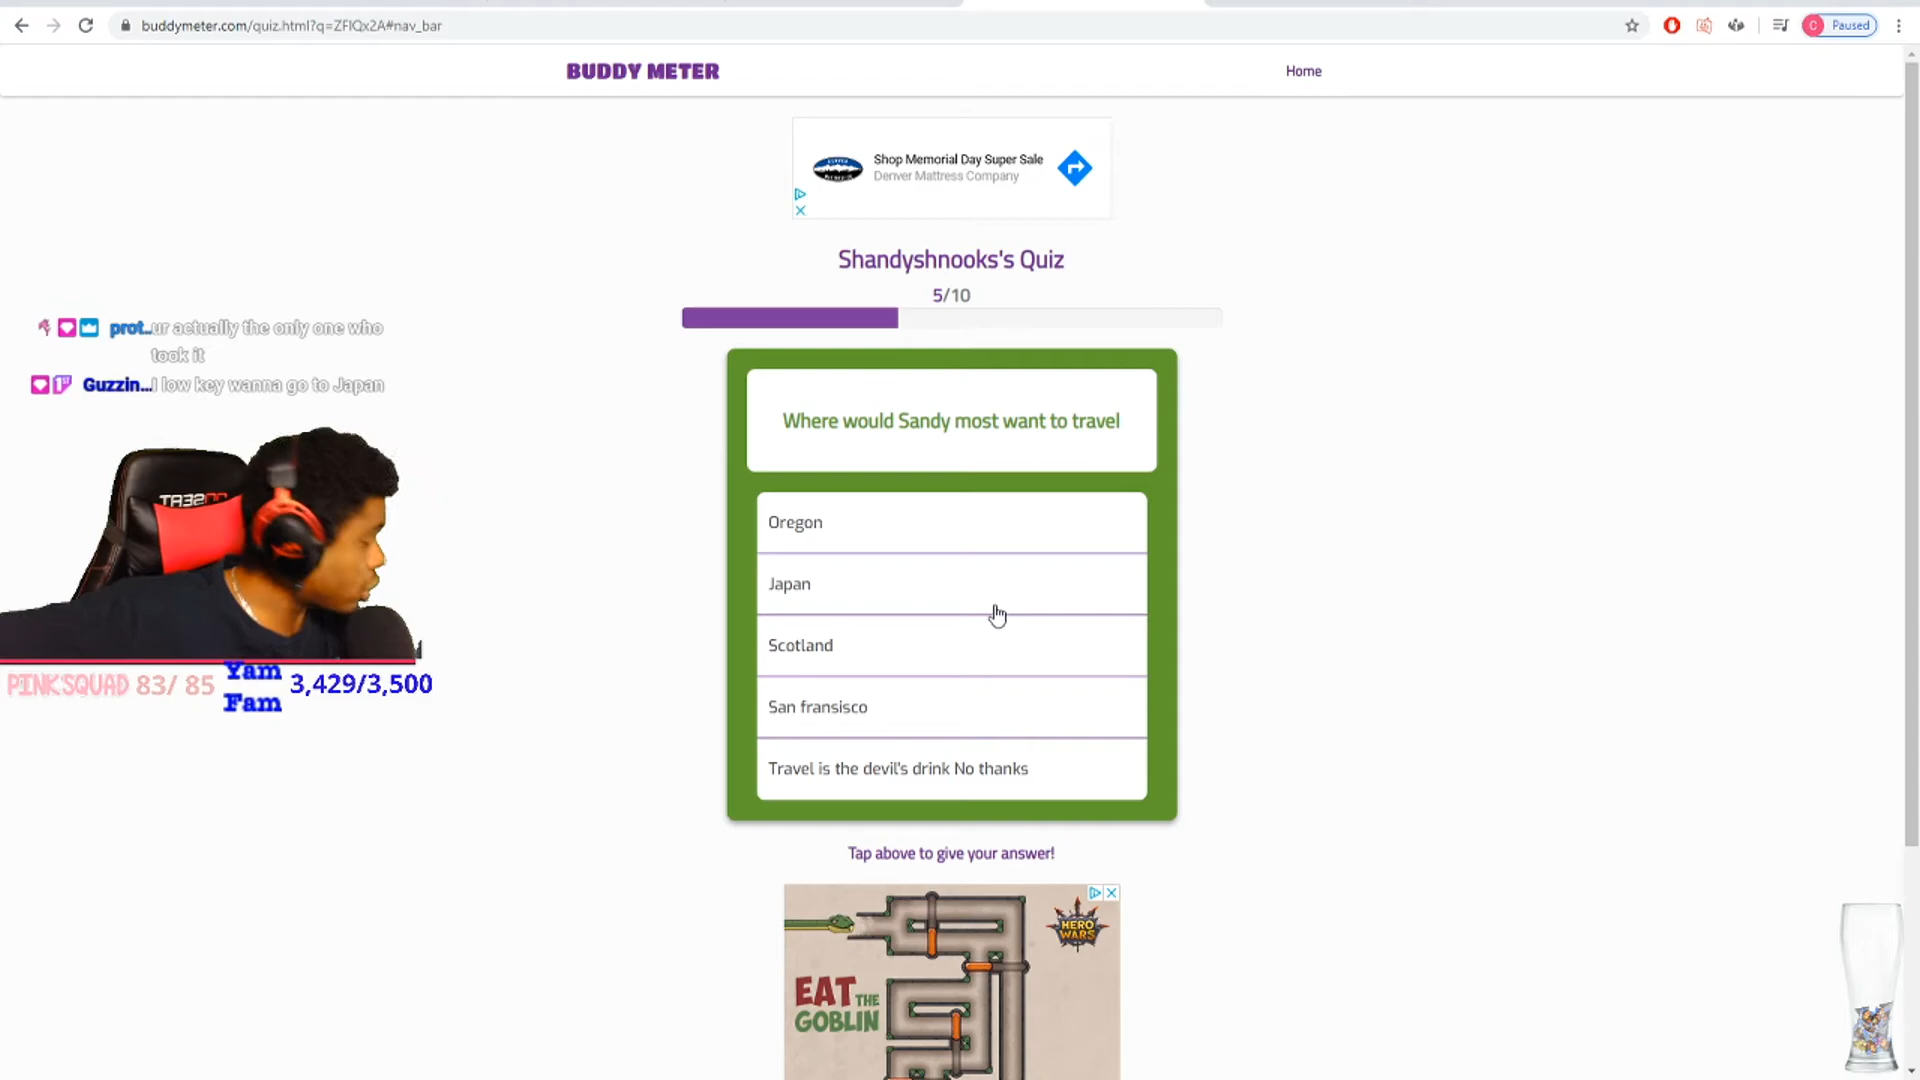 buddymeter.com/quiz.html?q=ZFlQx2A#nav_bar
C Paused
BUDDY METER
Home
Shop Memorial Day Super Sale
Denver Mattress Company
Shandyshnooks's Quiz
5/10
prot...ur actually the only one who
took it
Guzzin...I low key wanna go to Japan
Where would Sandy most want to travel
Oregon
Japan
Scotland
San fransisco
Travel is the devil's drink No thanks
PINKSQUAD 83/ 85
Yam
Fam
3,429/3,500
Tap above to give your answer!
HERO
WARS
EAT THE
GOBLIN